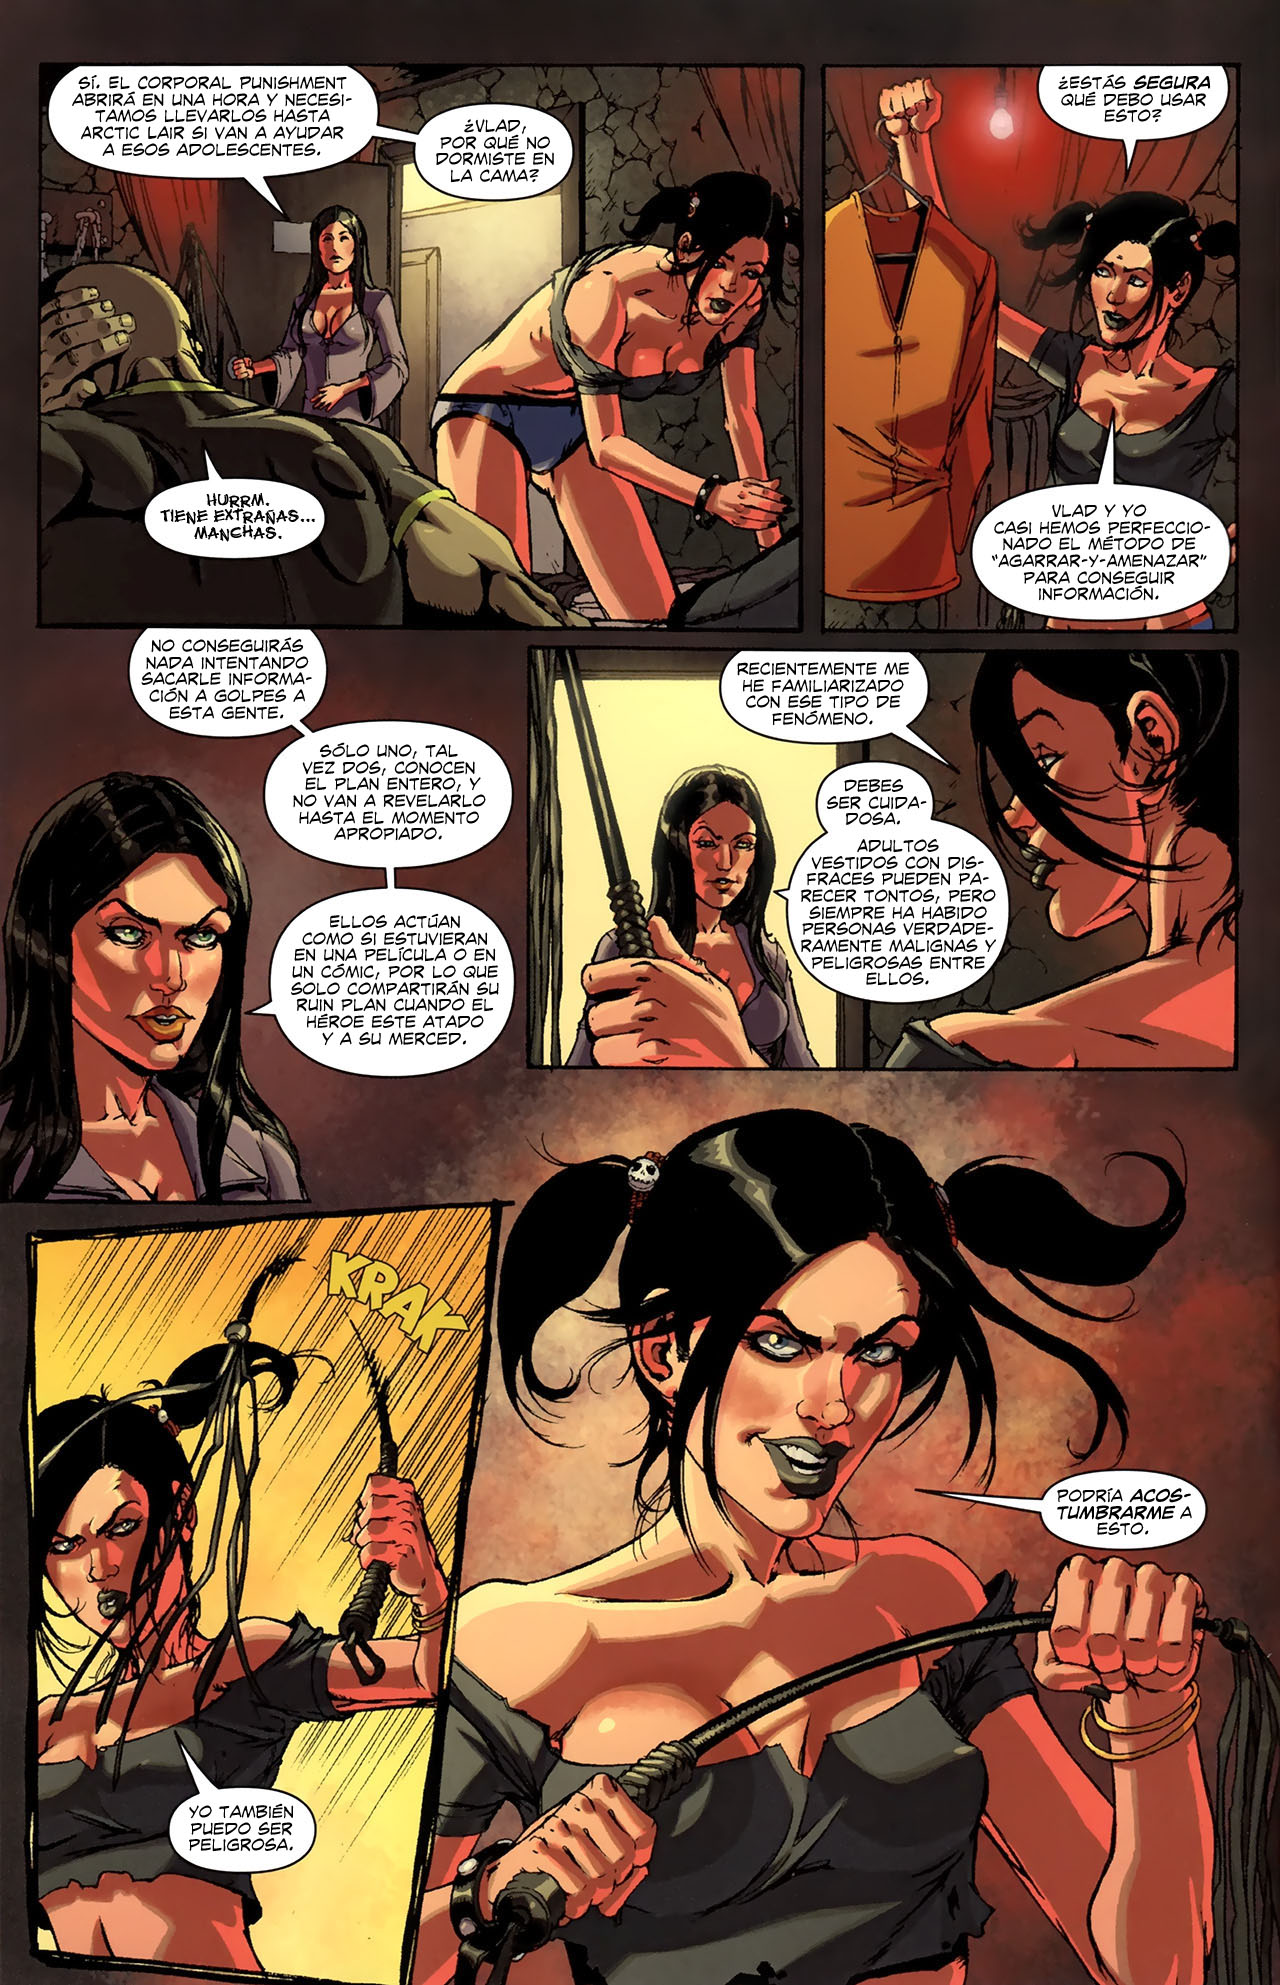 SÍ. EL CORPORAL PUNISHMENT
ABRIRÁ EN UNA HORA Y NECESI-
TAMOS LLEVARLOS HASTA
ARCTIC LAIR SI VAN A AYUDAR
A ESOS ADOLESCENTES.
¿VLAD,
POR QUÉ NO
DORMISTE EN
LA CAMA?
HURRM.
TIENE EXTRAÑAS...
MANCHAS.
¿ESTÁS SEGURA
QUÉ DEBO USAR
ESTO?
VLAD Y YO
CASI HEMOS PERFECCIO-
NADO EL MÉTODO DE
"AGARRAR-Y-AMENAZAR"
PARA CONSEGUIR
INFORMACIÓN.
NO CONSEGUIRÁS
NADA INTENTANDO
SACARLE INFORMA-
CIÓN A GOLPES A
ESTA GENTE.
SÓLO UNO, TAL
VEZ DOS, CONOCEN
EL PLAN ENTERO, Y
NO VAN A REVELARLO
HASTA EL MOMENTO
APROPIADO.
ELLOS ACTÚAN
COMO SI ESTUVIERAN
EN UNA PELÍCULA O EN
UN CÓMIC, POR LO QUE
SOLO COMPARTIRÁN SU
RUIN PLAN CUANDO EL
HÉROE ESTE ATADO
Y A SU MERCED.
RECIENTEMENTE ME
HE FAMILIARIZADO
CON ESE TIPO DE
FENÓMENO.
DEBES
SER CUIDA-
DOSA.
ADULTOS
VESTIDOS CON DIS-
FRACES PUEDEN PA-
RECER TONTOS, PERO
SIEMPRE HA HABIDO
PERSONAS VERDADE-
RAMENTE MALIGNAS Y
PELIGROSAS ENTRE
ELLOS.
KRAK
YO TAMBIÉN
PUEDO SER
PELIGROSA.
PODRÍA ACOS-
TUMBRARME A
ESTO.